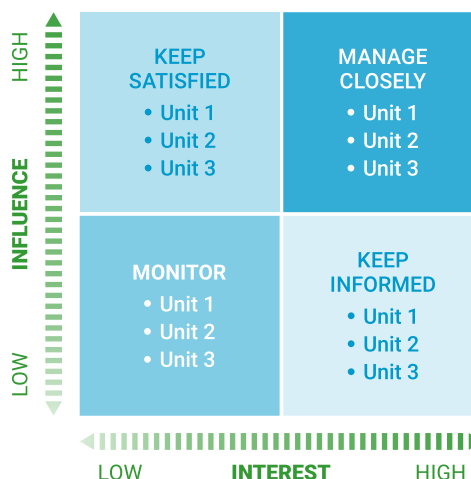 HIGH
INFLUENCE
LOW
KEEP
SATISFIED
• Unit 1
• Unit 2
• Unit 3
MANAGE
CLOSELY
• Unit 1
• Unit 2
• Unit 3
MONITOR
• Unit 1
• Unit 2
• Unit 3
KEEP
INFORMED
• Unit 1
• Unit 2
• Unit 3
LOW INTEREST HIGH